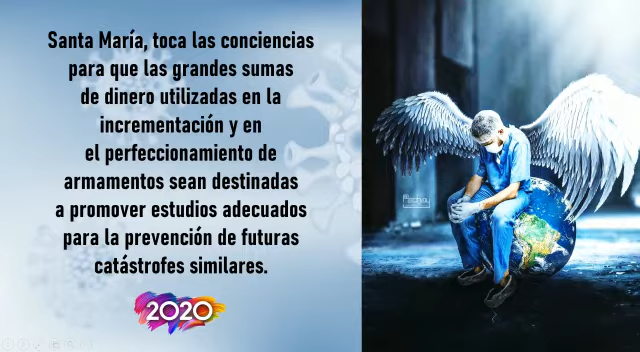 Santa María, toca las conciencias
para que las grandes sumas
de dinero utilizadas en la
incrementación y en
el perfeccionamiento de
armamentos sean destinadas
a promover estudios adecuados
para la prevención de futuras
catástrofes similares.
2020